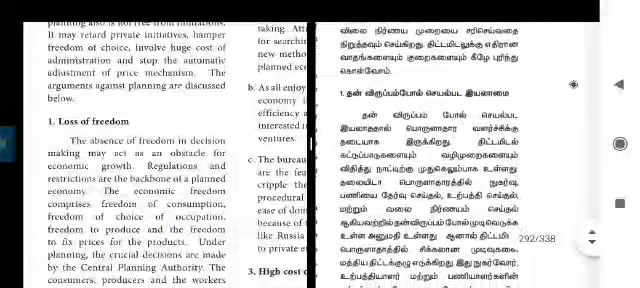 planning also is not free from limitations.
It may retard private initiatives, hamper
freedom of choice, involve huge cost of
administration and stop the automatic
adjustment of price mechanism. The
arguments against planning are discussed
below.
1. Loss of freedom
The absence of freedom in decision
making may act as an obstacle for
economic growth. Regulations and
restrictions are the backbone of a planned
economy. The economic freedom
comprises freedom of consumption,
freedom of choice of occupation,
freedom to produce and the freedom
to fix prices for the products. Under
planning, the crucial decisions are made
by the Central Planning Authority. The
consumers, producers and the workers
taking. Att
for searchin
new metho
planned eco
b. As all enjoy
economy i
efficiency a
interested i
ventures.
c. The bureau
are the fea
cripple the
procedural
ease of doin
because of t
like Russia
to private e
3. High cost o
விலை நிர்ணய முறையை சரிசெய்வதை
நிறுத்தவும் செய்கிறது. திட்டமிடலுக்கு எதிரான
வாதங்களையும் குறைகளையும் கீழே புரிந்து
கொள்வோம்.
1. தன் விருப்பம்போல் செயல்பட இயலாமை
தன் விருப்பம் போல் செயல்பட
இயலாததால் பொருளாதார வளர்ச்சிக்கு
தடையாக இருக்கிறது. திட்டமிடல்
கட்டுப்பாடுகளையும் வழிமுறைகளையும்
விதித்து நாட்டிற்கு முதுகெலும்பாக உள்ளது.
தலையிடா பொருளாதாரத்தில் நுகர்வு,
பணியை தேர்வு செய்தல், உற்பத்தி செய்தல்,
மற்றும் விலை நிர்ணயம் செய்தல்
ஆகியவற்றில் தன்விருப்பம் போல் முடிவெடுக்க
உள்ள அனுமதி உள்ளது. ஆனால் திட்டமி
பொருளாதாத்தில் சிக்கலான முடிவுகளை,
மத்திய திட்டக்குழு எடுக்கிறது. இது நுகர்வோர்,
உற்பத்தியாளர் மற்றும் பணியாளர்களின்
292/338